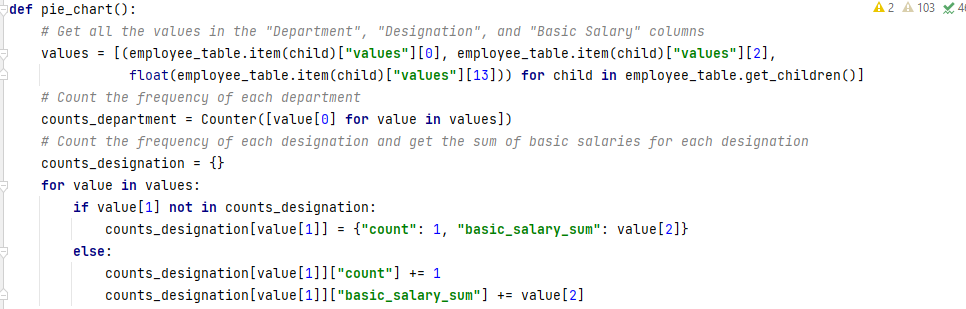 def pie_chart():
    # Get all the values in the "Department", "Designation", and "Basic Salary" columns
    values = [(employee_table.item(child)["values"][0], employee_table.item(child)["values"][2],
               float(employee_table.item(child)["values"][13])) for child in employee_table.get_children()]
    # Count the frequency of each department
    counts_department = Counter([value[0] for value in values])
    # Count the frequency of each designation and get the sum of basic salaries for each designation
    counts_designation = {}
    for value in values:
        if value[1] not in counts_designation:
            counts_designation[value[1]] = {"count": 1, "basic_salary_sum": value[2]}
        else:
            counts_designation[value[1]]["count"] += 1
            counts_designation[value[1]]["basic_salary_sum"] += value[2]
2 103